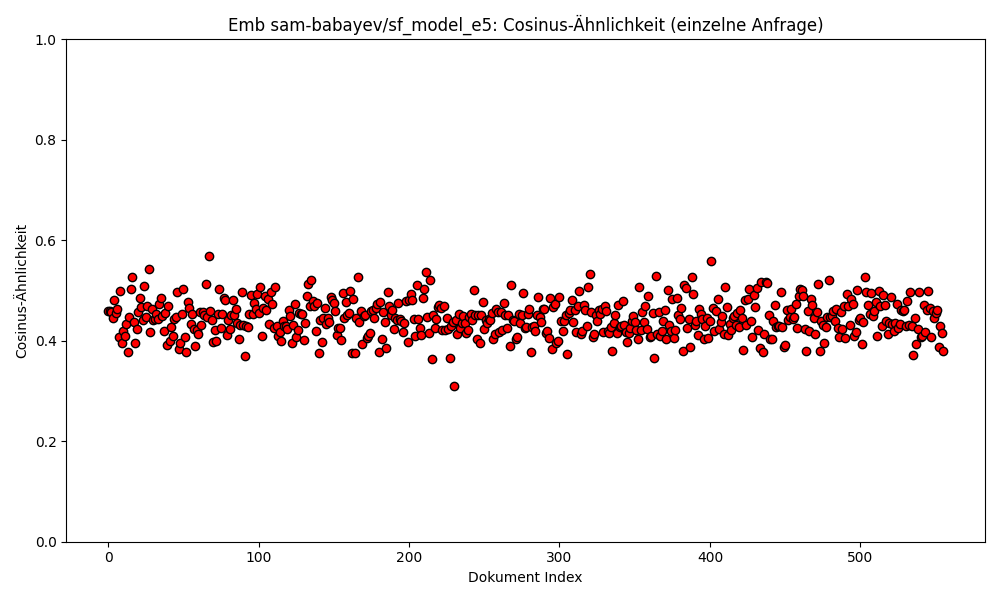 Emb sam-babayev/sf_model_e5: Cosinus-Ähnlichkeit (einzelne Anfrage)
1.0
0.8
0.6
0.4
0.2
0.0
Cosinus-Ähnlichkeit
0 100 200 300 400 500
Dokument Index